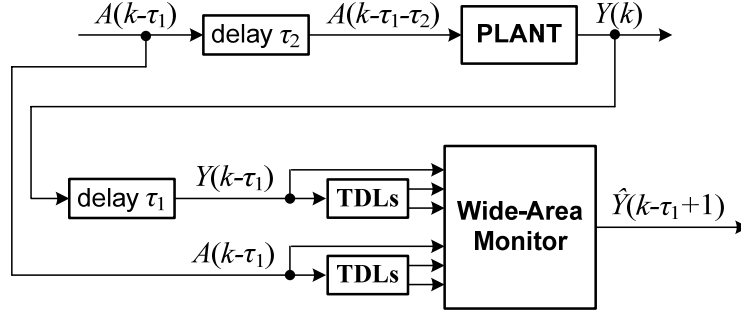 A(k-τ1)
delay τ2
A(k-τ1-τ2)
PLANT
Y(k)
delay τ1
Y(k-τ1)
TDLs
Wide-Area
Monitor
Ŷ(k-τ1+1)
A(k-τ1)
TDLs